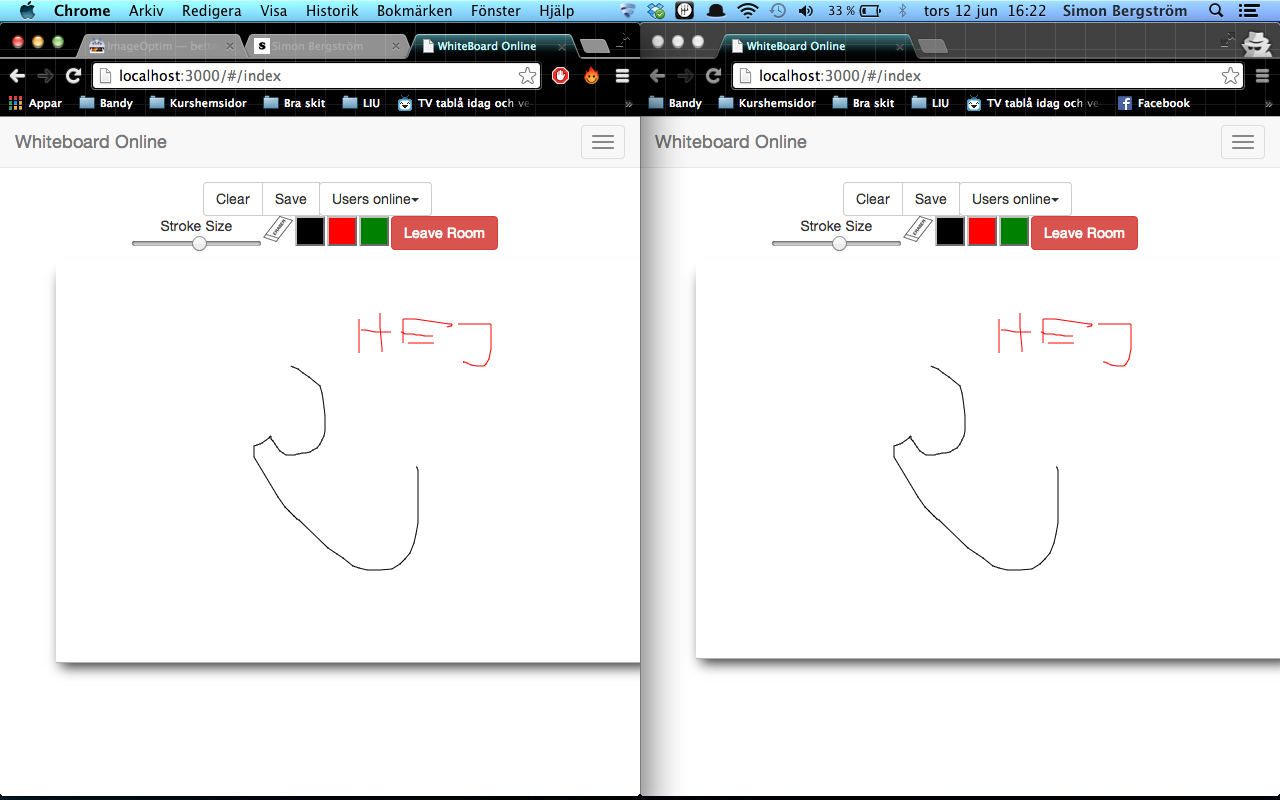 Chrome Arkiv Redigera Visa Historik Bokmärken Fönster Hjälp 33 % tors 12 jun 16:22 Simon Bergström
ImageOptim — bett
Simon Bergström
WhiteBoard Online
localhost:3000/#/index
Appar Bandy Kurshemsidor Bra skit LIU TV tablå idag och ve »
Whiteboard Online
Clear Save Users online
Stroke Size ERASER Leave Room
HEJ
WhiteBoard Online
localhost:3000/#/index
Bandy Kurshemsidor Bra skit LIU TV tablå idag och ve Facebook »
Whiteboard Online
Clear Save Users online
Stroke Size ERASER Leave Room
HEJ